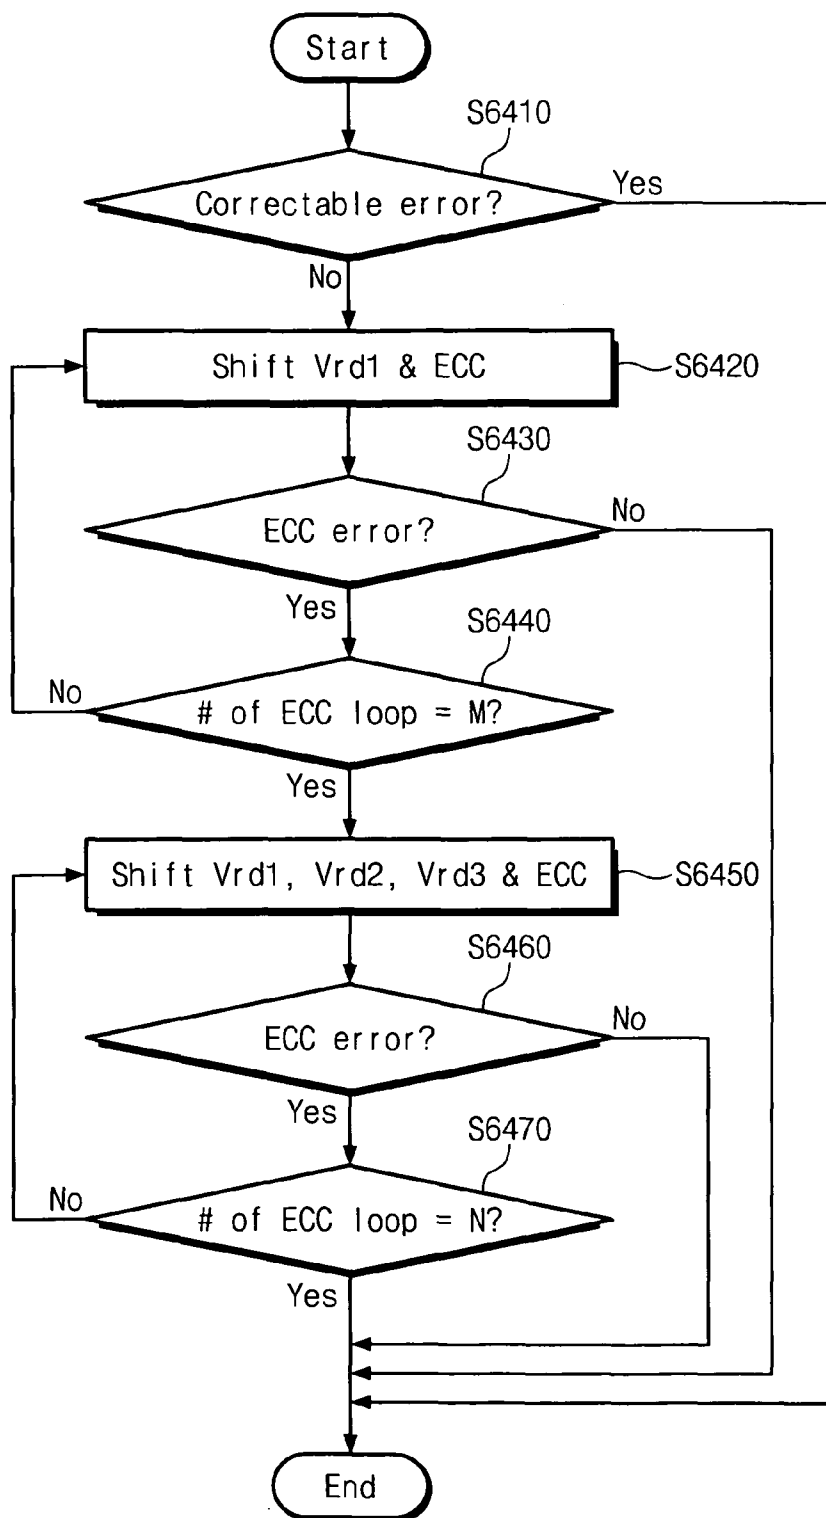 Start
S6410
Correctable error?
Yes
No
Shift Vrd1 & ECC
S6420
S6430
ECC error?
No
Yes
S6440
# of ECC loop = M?
No
Yes
Shift Vrd1, Vrd2, Vrd3 & ECC
S6450
S6460
ECC error?
No
Yes
S6470
# of ECC loop = N?
No
Yes
End